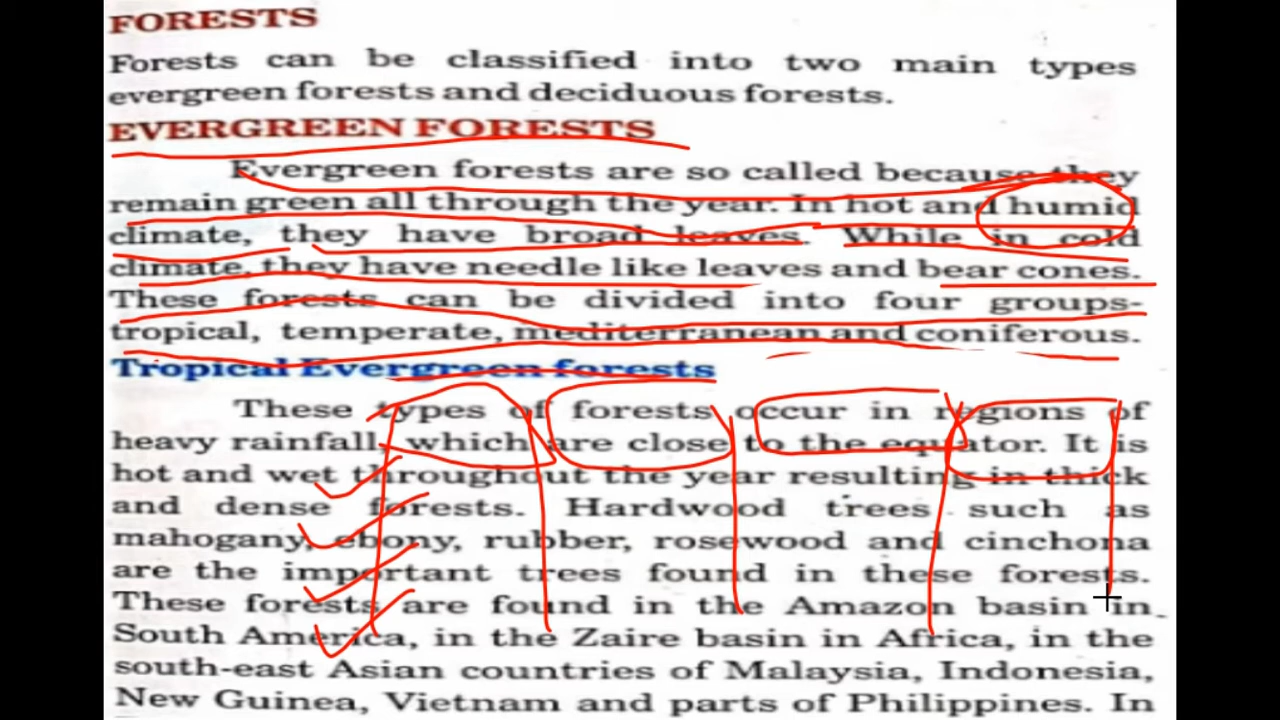 FORESTS
Forests can be classified into two main types
evergreen forests and deciduous forests.
EVERGREEN FORESTS
Evergreen forests are so called because they
remain green all through the year. In hot and humid
climate, they have broad leaves. While in cold
climate, they have needle like leaves and bear cones.
These forests can be divided into four groups-
tropical, temperate, mediterranean and coniferous.
Tropical Evergreen forests
These types of forests occur in regions of
heavy rainfall, which are close to the equator. It is
hot and wet throughout the year resulting in thick
and dense forests. Hardwood trees such as
mahogany, ebony, rubber, rosewood and cinchona
are the important trees found in these forests.
These forests are found in the Amazon basin in
South America, in the Zaire basin in Africa, in the
south-east Asian countries of Malaysia, Indonesia,
New Guinea, Vietnam and parts of Philippines. In